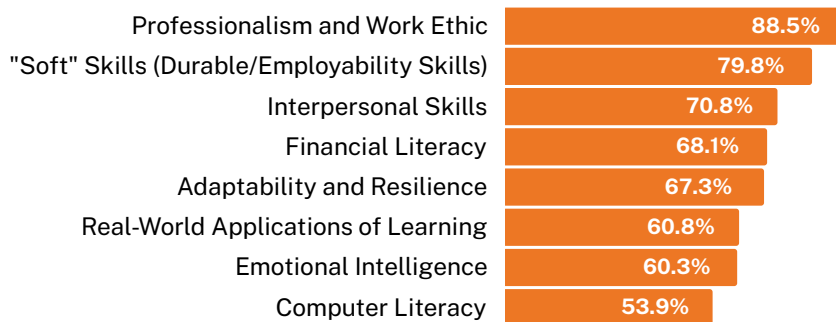 Professionalism and Work Ethic 88.5%
"Soft" Skills (Durable/Employability Skills) 79.8%
Interpersonal Skills 70.8%
Financial Literacy 68.1%
Adaptability and Resilience 67.3%
Real-World Applications of Learning 60.8%
Emotional Intelligence 60.3%
Computer Literacy 53.9%